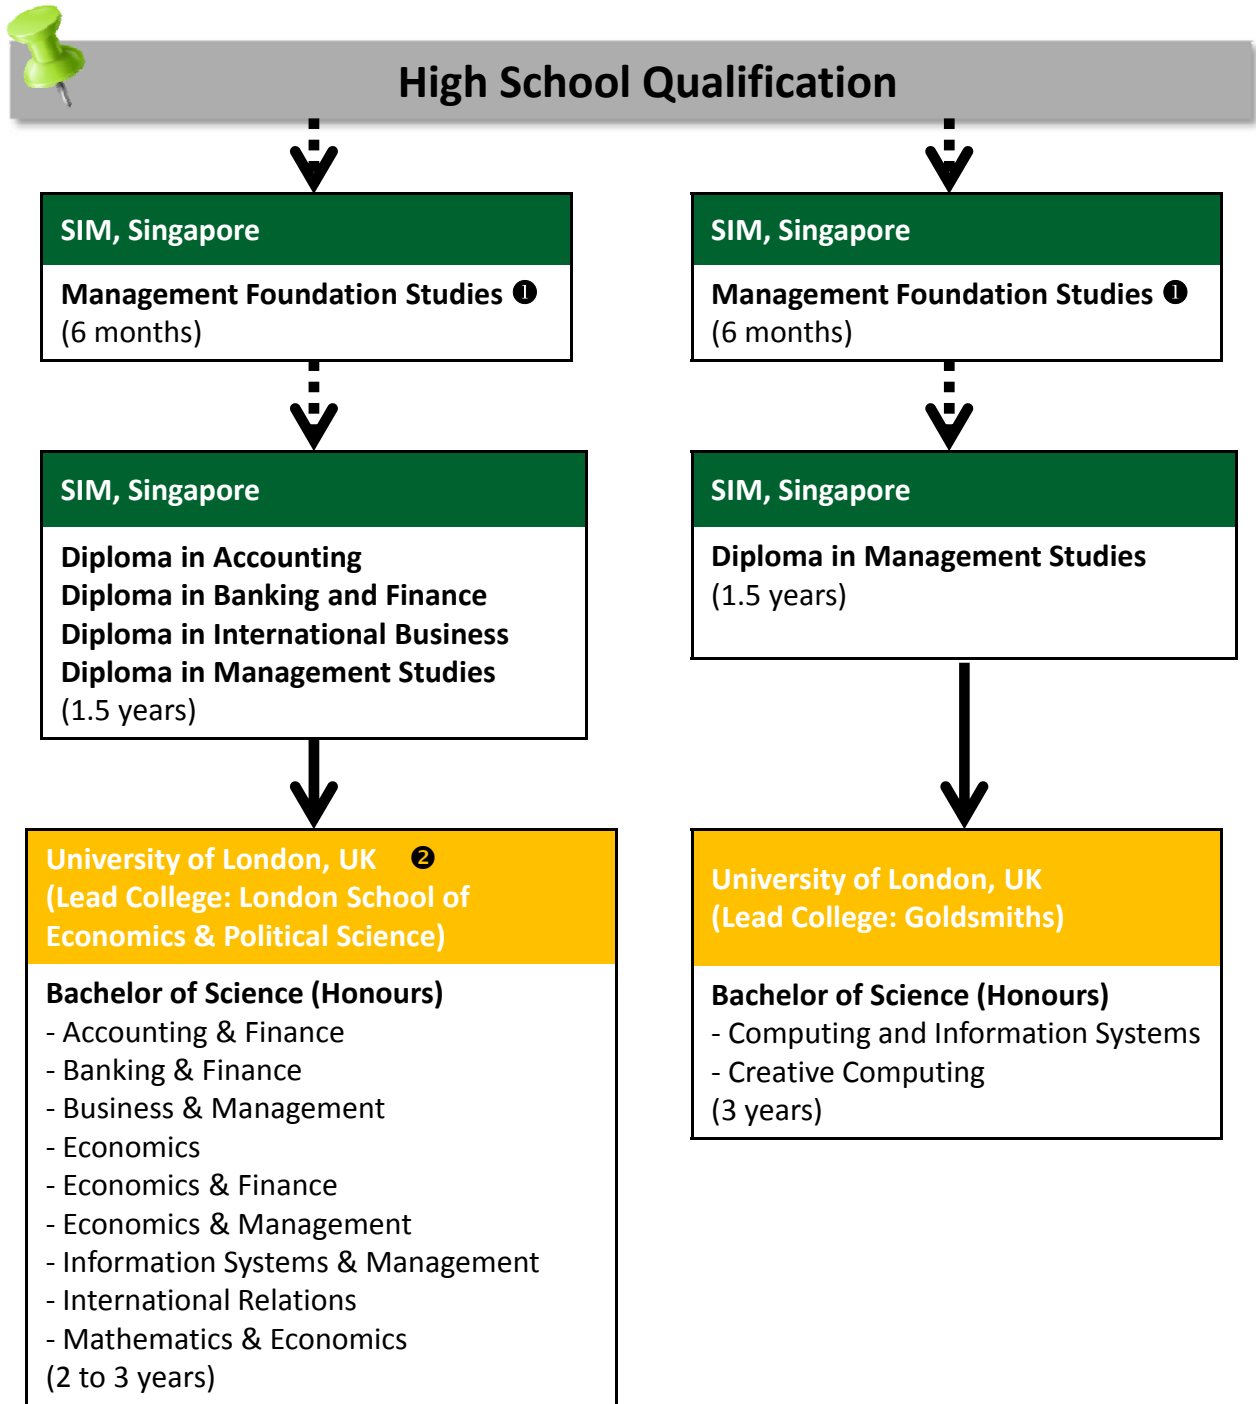 High School Qualification
SIM, Singapore
Management Foundation Studies ❶
(6 months)
SIM, Singapore
Diploma in Accounting
Diploma in Banking and Finance
Diploma in International Business
Diploma in Management Studies
(1.5 years)
University of London, UK ❷
(Lead College: London School of
Economics & Political Science)
Bachelor of Science (Honours)
- Accounting & Finance
- Banking & Finance
- Business & Management
- Economics
- Economics & Finance
- Economics & Management
- Information Systems & Management
- International Relations
- Mathematics & Economics
(2 to 3 years)
SIM, Singapore
Management Foundation Studies ❶
(6 months)
SIM, Singapore
Diploma in Management Studies
(1.5 years)
University of London, UK
(Lead College: Goldsmiths)
Bachelor of Science (Honours)
- Computing and Information Systems
- Creative Computing
(3 years)